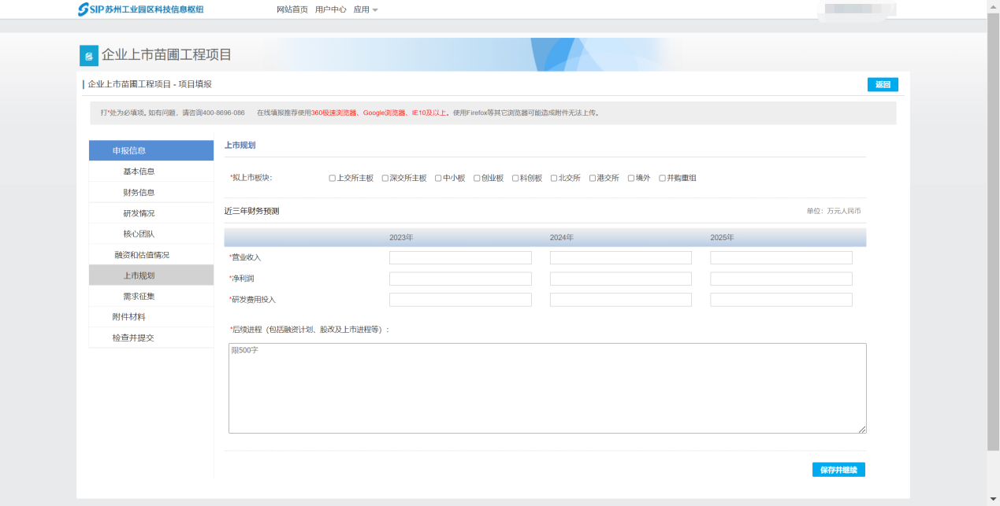 SIP苏州工业园区科技信息枢纽 网站首页 用户中心 应用
企业上市苗圃工程项目
企业上市苗圃工程项目 - 项目填报 返回
打*处为必填项。如有问题，请咨询400-8696-086 在线填报推荐使用360极速浏览器、Google浏览器、IE10及以上。使用Firefox等其它浏览器可能造成附件无法上传。
申报信息
基本信息
财务信息
研发情况
核心团队
融资和估值情况
上市规划
需求征集
附件材料
检查并提交
上市规划
*拟上市板块： 上交所主板 深交所主板 中小板 创业板 科创板 北交所 港交所 境外 并购重组
近三年财务预测 单位：万元人民币
2023年 2024年 2025年
*营业收入
*净利润
*研发费用投入
*后续进程（包括融资计划、股改及上市进程等）：
限500字
保存并继续